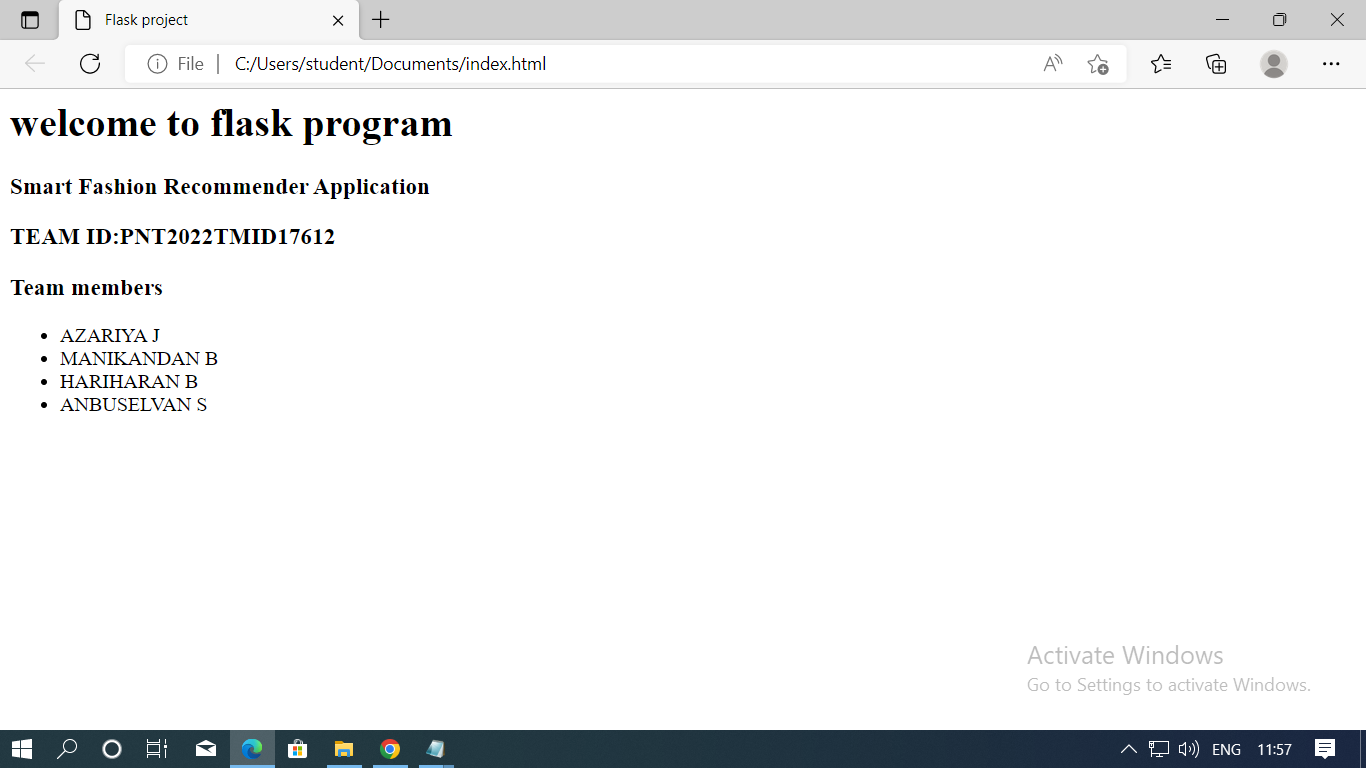 Flask project
File
C:/Users/student/Documents/index.html
welcome to flask program
Smart Fashion Recommender Application
TEAM ID:PNT2022TMID17612
Team members
• AZARIYA J
• MANIKANDAN B
• HARIHARAN B
• ANBUSELVAN S
Activate Windows
Go to Settings to activate Windows.
ENG 11:57